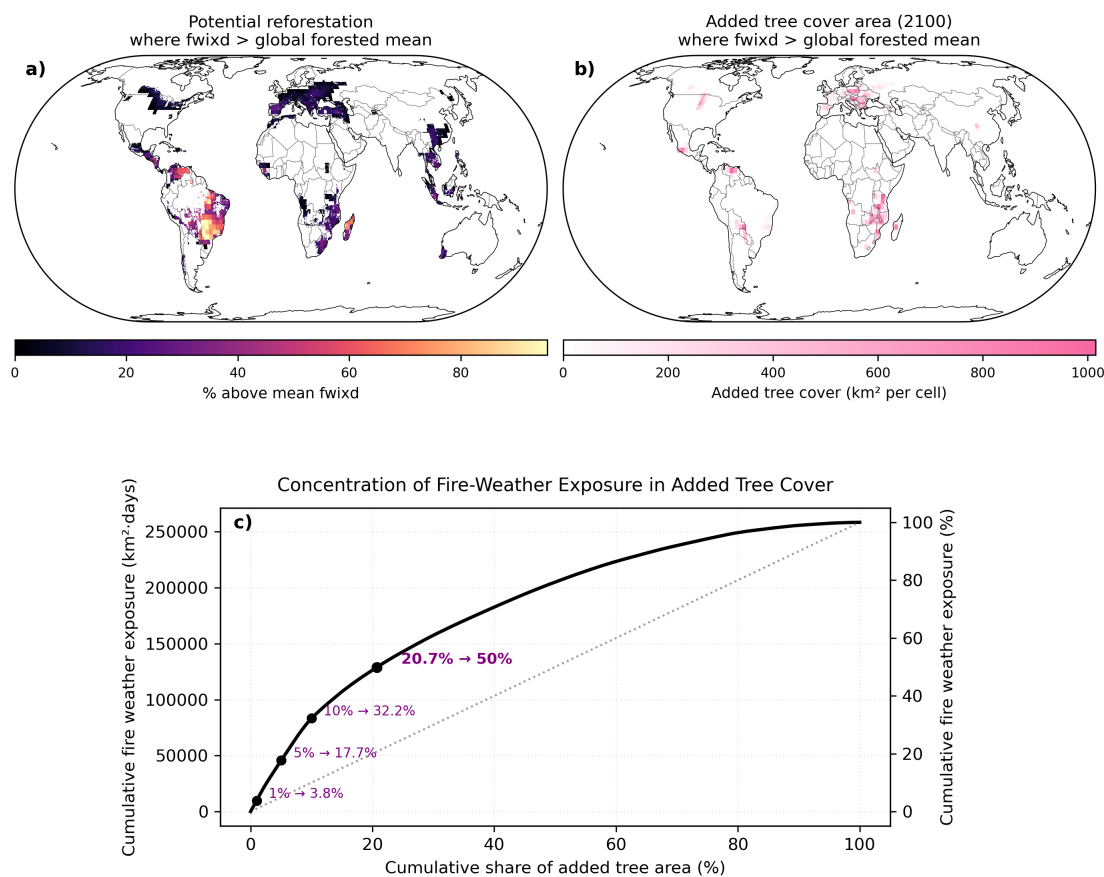 Potential reforestation
where fwixd > global forested mean
a)
0 20 40 60 80
% above mean fwixd
Added tree cover area (2100)
where fwixd > global forested mean
b)
0 200 400 600 800 1000
Added tree cover (km² per cell)
Concentration of Fire-Weather Exposure in Added Tree Cover
c)
Cumulative fire weather exposure (km²·days)
250000
200000
150000
100000
50000
0
20.7% → 50%
10% → 32.2%
5% → 17.7%
1% → 3.8%
100
80
60
40
20
0
Cumulative fire weather exposure (%)
0 20 40 60 80 100
Cumulative share of added tree area (%)